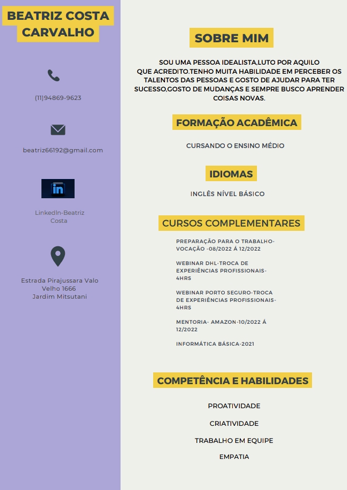 BEATRIZ COSTA
CARVALHO
(11)94869-9623
beatriz66192@gmail.com
in
LinkedIn-Beatriz
Costa
Estrada Pirajussara Valo
Velho 1666
Jardim Mitsutani
SOBRE MIM
SOU UMA PESSOA IDEALISTA,LUTO POR AQUILO
QUE ACREDITO.TENHO MUITA HABILIDADE EM PERCEBER OS
TALENTOS DAS PESSOAS E GOSTO DE AJUDAR PARA TER
SUCESSO.GOSTO DE MUDANÇAS E SEMPRE BUSCO APRENDER
COISAS NOVAS.
FORMAÇÃO ACADÊMICA
CURSANDO O ENSINO MÉDIO
IDIOMAS
INGLÊS NÍVEL BÁSICO
CURSOS COMPLEMENTARES
PREPARAÇÃO PARA O TRABALHO-
VOCAÇÃO -08/2022 Á 12/2022
WEBINAR DHL-TROCA DE
EXPERIÊNCIAS PROFISSIONAIS-
4HRS
WEBINAR PORTO SEGURO-TROCA
DE EXPERIÊNCIAS PROFISSIONAIS-
4HRS
MENTORIA- AMAZON-10/2022 Á
12/2022
INFORMÁTICA BÁSICA-2021
COMPETÊNCIA E HABILIDADES
PROATIVIDADE
CRIATIVIDADE
TRABALHO EM EQUIPE
EMPATIA